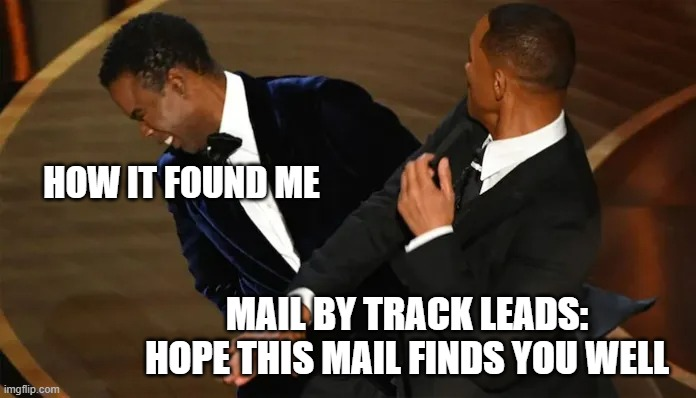 HOW IT FOUND ME
MAIL BY TRACK LEADS:
HOPE THIS MAIL FINDS YOU WELL
imgflip.com